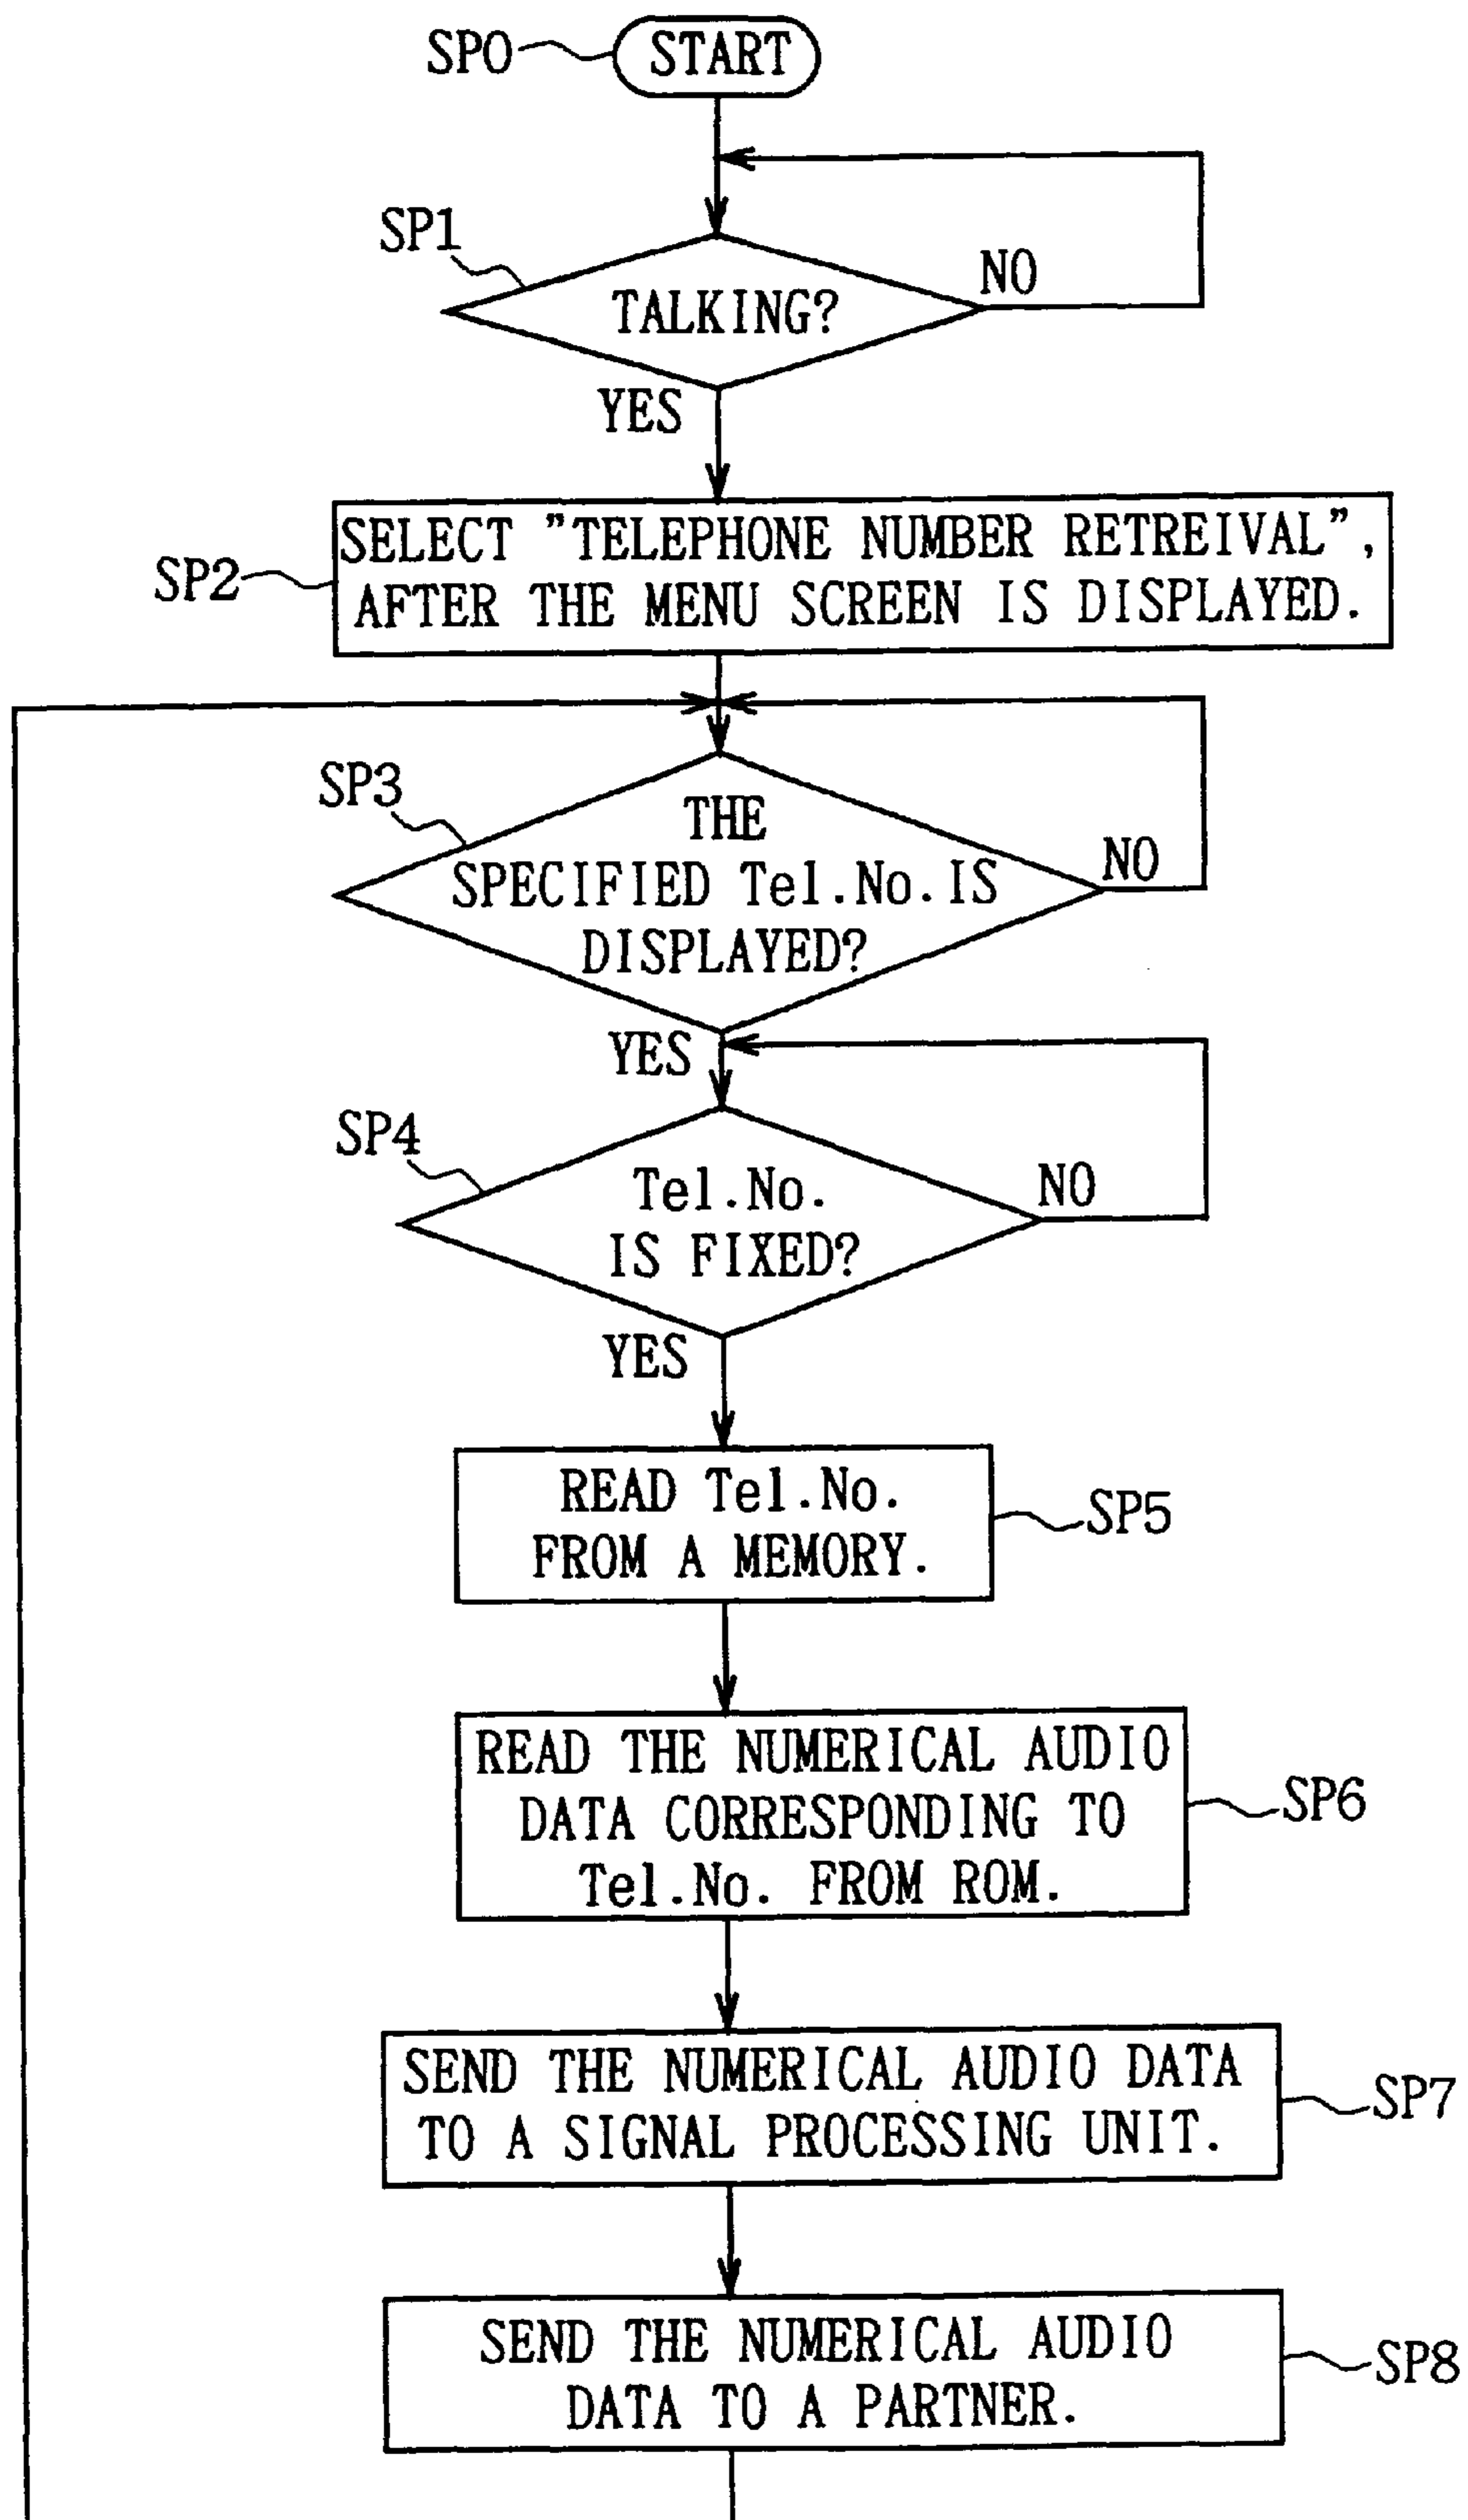 SP0
START
SP1
TALKING?
NO
YES
SP2
SELECT "TELEPHONE NUMBER RETREIVAL",
AFTER THE MENU SCREEN IS DISPLAYED.
SP3
THE
SPECIFIED Tel.No. IS
DISPLAYED?
NO
YES
SP4
Tel.No.
IS FIXED?
NO
YES
READ Tel.No.
FROM A MEMORY.
SP5
READ THE NUMERICAL AUDIO
DATA CORRESPONDING TO
Tel.No. FROM ROM.
SP6
SEND THE NUMERICAL AUDIO DATA
TO A SIGNAL PROCESSING UNIT.
SP7
SEND THE NUMERICAL AUDIO
DATA TO A PARTNER.
SP8